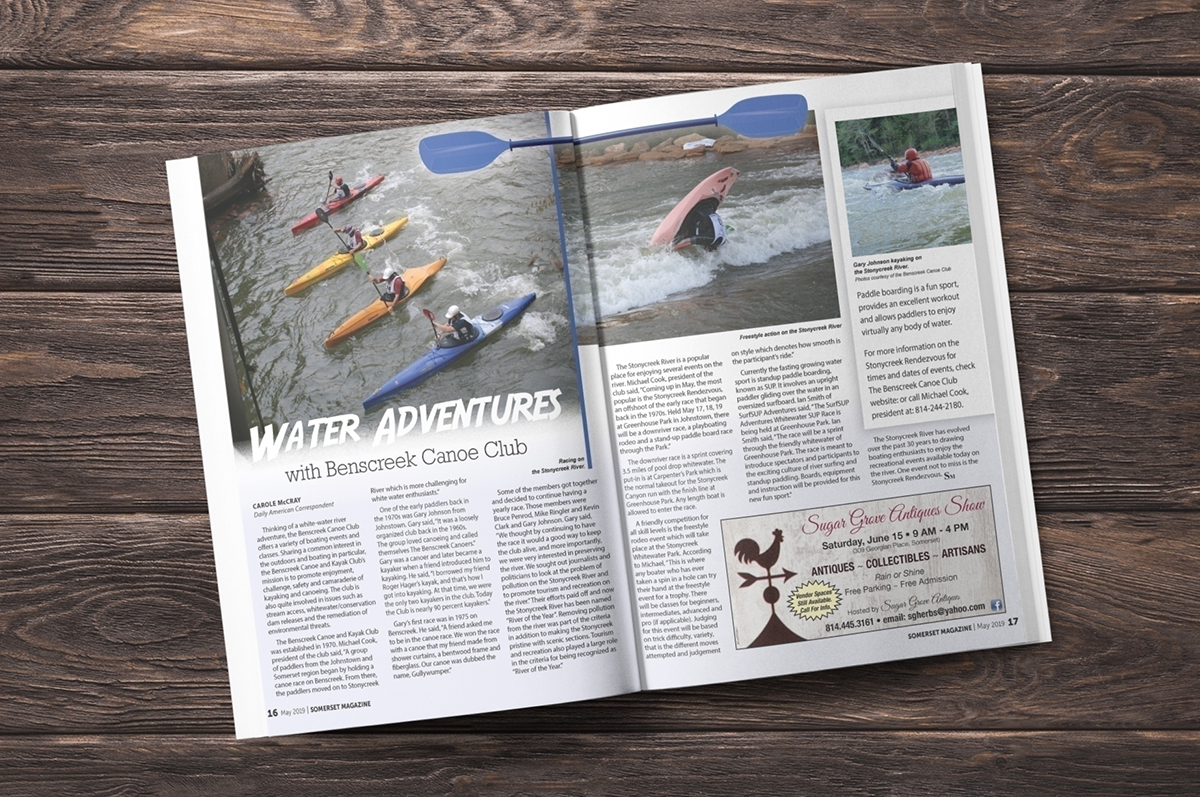 WATER ADVENTURES
with Benscreek Canoe Club
Racing on
the Stonycreek River.
CAROLE McCRAY
Daily American Correspondent
Thinking of a white-water river
adventure, the Benscreek Canoe Club
offers a variety of boating events and
classes. Sharing a common interest in
the outdoors and boating in particular,
the Benscreek Canoe and Kayak Club's
mission is to promote enjoyment,
challenge, safety and camaraderie of
boating and canoeing. The club is
also quite involved in issues such as
stream access, whitewater/conservation
dam releases and the remediation of
environmental threats.
The Benscreek Canoe and Kayak Club
was established in 1970. Michael Cook,
president of the club said, "A group
of paddlers from the Johnstown and
Somerset region began by holding a
canoe race on Benscreek. From there,
the paddlers moved on to Stonycreek
River which is more challenging for
white water enthusiasts."
One of the early paddlers back in
the 1970s was Gary Johnson from
Johnstown. Gary said, "It was a loosely
organized club back in the 1960s.
The group loved canoeing and called
themselves The Benscreek Canoers."
Gary was a canoer and later became a
kayaker when a friend introduced him to
kayaking. He said, "I borrowed my friend
Roger Hager's kayak, and that's how I
got into kayaking. At that time, we were
the only two kayakers in the club. Today
the Club is nearly 90 percent kayakers."
Gary's first race was in 1975 on
Benscreek. He said, "A friend asked me
to be in the canoe race. We won the race
with a canoe that my friend made from
shower curtains, a bentwood frame and
fiberglass. Our canoe was dubbed the
name, Gullywumper."
Some of the members got together
and decided to continue having a
yearly race. Those members were
Bruce Penrod, Mike Ringler and Kevin
Clark and Gary Johnson. Gary said,
"We thought by continuing to have
the race it would a good way to keep
the club alive, and more importantly,
we were very interested in preserving
the river. We sought out journalists and
politicians to look at the problem of
pollution on the Stonycreek River and
to promote tourism and recreation on
the river." Their efforts paid off and now
the Stonycreek River has been named
"River of the Year." Removing pollution
from the river was part of the criteria
in addition to making the Stonycreek
pristine with scenic sections. Tourism
and recreation also played a large role
in the criteria for being recognized as
"River of the Year."
16 May 2019 | SOMERSET MAGAZINE
Freestyle action on the Stonycreek River
The Stonycreek River is a popular
place for enjoying several events on the
river. Michael Cook, president of the
club said, "Coming up in May, the most
popular is the Stonycreek Rendezvous,
an offshoot of the early race that began
back in the 1970s. Held May 17, 18, 19
at Greenhouse Park in Johnstown, there
will be a downriver race, a playboating
rodeo and a stand-up paddle board race
through the Park."
The downriver race is a sprint covering
3.5 miles of pool drop whitewater. The
put-in is at Carpenter's Park which is
the normal takeout for the Stonycreek
Canyon run with the finish line at
Greenhouse Park. Any length boat is
allowed to enter the race.
A friendly competition for
all skill levels is the freestyle
rodeo event which will take
place at the Stonycreek
Whitewater Park. According
to Michael, "This is where
any boater who has ever
taken a spin in a hole can try
their hand at the freestyle
event for a trophy. There
will be classes for beginners,
intermediates, advanced and
pro (if applicable). Judging
for this event will be based
on trick difficulty, variety,
that is the different moves
attempted and judgement
on style which denotes how smooth is
the participant's ride."
Currently the fasting growing water
sport is standup paddle boarding,
known as SUP. It involves an upright
paddler gliding over the water in an
oversized surfboard. Ian Smith of
SurfSUP Adventures said, "The SurfSUP
Adventures Whitewater SUP Race is
being held at Greenhouse Park. Ian
Smith said, "The race will be a sprint
through the friendly whitewater of
Greenhouse Park. The race is meant to
introduce spectators and participants to
the exciting culture of river surfing and
standup paddling. Boards, equipment
and instruction will be provided for this
new fun sport."
Gary Johnson kayaking on
the Stonycreek River.
Photos courtesy of the Benscreek Canoe Club
Paddle boarding is a fun sport,
provides an excellent workout
and allows paddlers to enjoy
virtually any body of water.
For more information on the
Stonycreek Rendezvous for
times and dates of events, check
The Benscreek Canoe Club
website: or call Michael Cook,
president at: 814-244-2180.
The Stonycreek River has evolved
over the past 30 years to drawing
boating enthusiasts to enjoy the
recreational events available today on
the river. One event not to miss is the
Stonycreek Rendezvous. SM
Sugar Grove Antiques Show
Saturday, June 15 • 9 AM - 4 PM
(309 Georgian Place, Somerset)
ANTIQUES ~ COLLECTIBLES ~ ARTISANS
Rain or Shine
Free Parking ~ Free Admission
Vendor Spaces
Still Available.
Call For Info.
Hosted by Sugar Grove Antiques
814.445.3161 • email: sgherbs@yahoo.com f
SOMERSET MAGAZINE | May 2019 17